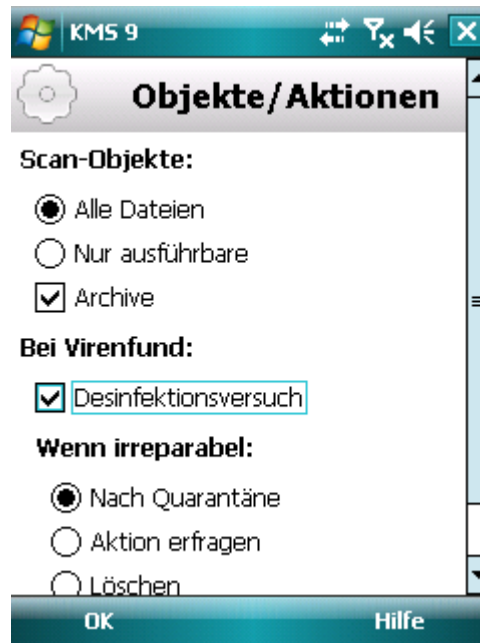 KMS 9
Objekte/Aktionen
Scan-Objekte:
Alle Dateien
Nur ausführbare
Archive
Bei Virenfund:
Desinfektionsversuch
Wenn irreparabel:
Nach Quarantäne
Aktion erfragen
Löschen
OK
Hilfe